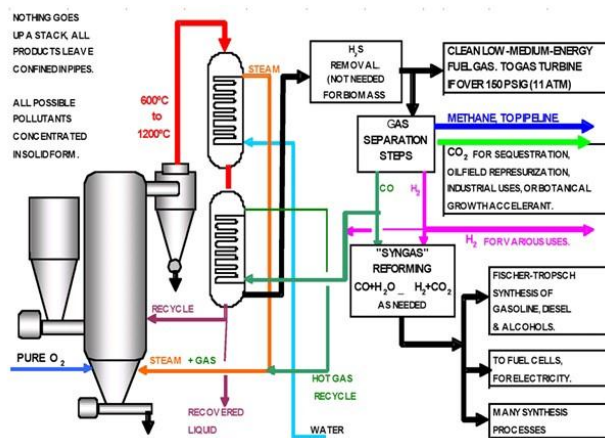 NOTHING GOES
UP A STACK, ALL
PRODUCTS LEAVE
CONFINED IN PIPES.
ALL POSSIBLE
POLLUTANTS
CONCENTRATED
IN SOLID FORM.
600°C
to
1200°C
STEAM
H2S
REMOVAL.
(NOT NEEDED
FOR BIOMASS
CLEAN LOW-MEDIUM-ENERGY
FUEL GAS. TO GAS TURBINE
IF OVER 150 PSIG (11 ATM)
GAS
SEPARATION
STEPS
METHANE, TO PIPELINE.
CO2 FOR SEQUESTRATION,
OILFIELD REPRESURIZATION,
INDUSTRIAL USES, OR BOTANICAL
GROWTH ACCELERANT.
CO
H2
H2 FOR VARIOUS USES.
"SYNGAS"
REFORMING
CO+H2O _ H2+CO2
AS NEEDED
FISCHER-TROPSCH
SYNTHESIS OF
GASOLINE, DIESEL
& ALCOHOLS.
TO FUEL CELLS,
FOR ELECTRICITY.
MANY SYNTHESIS
PROCESSES
RECYCLE
PURE O2
STEAM + GAS
HOT GAS
RECYCLE
RECOVERED
LIQUID
WATER